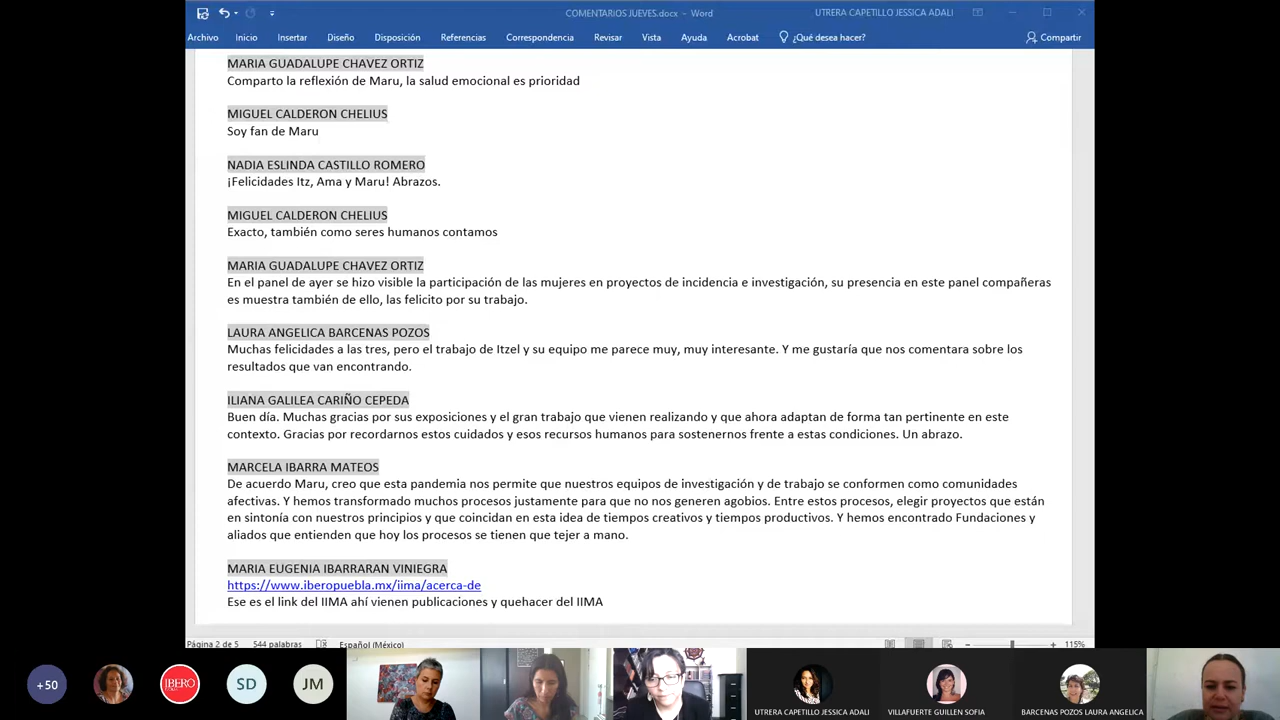 COMENTARIOS JUEVES.docx - Word
UTRERA CAPETILLO JESSICA ADALI
Archivo Inicio Insertar Diseño Disposición Referencias Correspondencia Revisar Vista Ayuda Acrobat ¿Qué desea hacer? Compartir
MARIA GUADALUPE CHAVEZ ORTIZ
Comparto la reflexión de Maru, la salud emocional es prioridad
MIGUEL CALDERON CHELIUS
Soy fan de Maru
NADIA ESLINDA CASTILLO ROMERO
¡Felicidades Itz, Ama y Maru! Abrazos.
MIGUEL CALDERON CHELIUS
Exacto, también como seres humanos contamos
MARIA GUADALUPE CHAVEZ ORTIZ
En el panel de ayer se hizo visible la participación de las mujeres en proyectos de incidencia e investigación, su presencia en este panel compañeras
es muestra también de ello, las felicito por su trabajo.
LAURA ANGELICA BARCENAS POZOS
Muchas felicidades a las tres, pero el trabajo de Itzel y su equipo me parece muy, muy interesante. Y me gustaría que nos comentara sobre los
resultados que van encontrando.
ILIANA GALILEA CARIÑO CEPEDA
Buen día. Muchas gracias por sus exposiciones y el gran trabajo que vienen realizando y que ahora adaptan de forma tan pertinente en este
contexto. Gracias por recordarnos estos cuidados y esos recursos humanos para sostenernos frente a estas condiciones. Un abrazo.
MARCELA IBARRA MATEOS
De acuerdo Maru, creo que esta pandemia nos permite que nuestros equipos de investigación y de trabajo se conformen como comunidades
afectivas. Y hemos transformado muchos procesos justamente para que no nos generen agobios. Entre estos procesos, elegir proyectos que están
en sintonía con nuestros principios y que coincidan en esta idea de tiempos creativos y tiempos productivos. Y hemos encontrado Fundaciones y
aliados que entienden que hoy los procesos se tienen que tejer a mano.
MARIA EUGENIA IBARRARAN VINIEGRA
https://www.iberopuebla.mx/iima/acerca-de
Ese es el link del IIMA ahí vienen publicaciones y quehacer del IIMA
Página 2 de 5 544 palabras Español (México) 115%
+50 IBERO SD JM
UTRERA CAPETILLO JESSICA ADALI VILLAFUERTE GUILLEN SOFIA BARCENAS POZOS LAURA ANGELICA